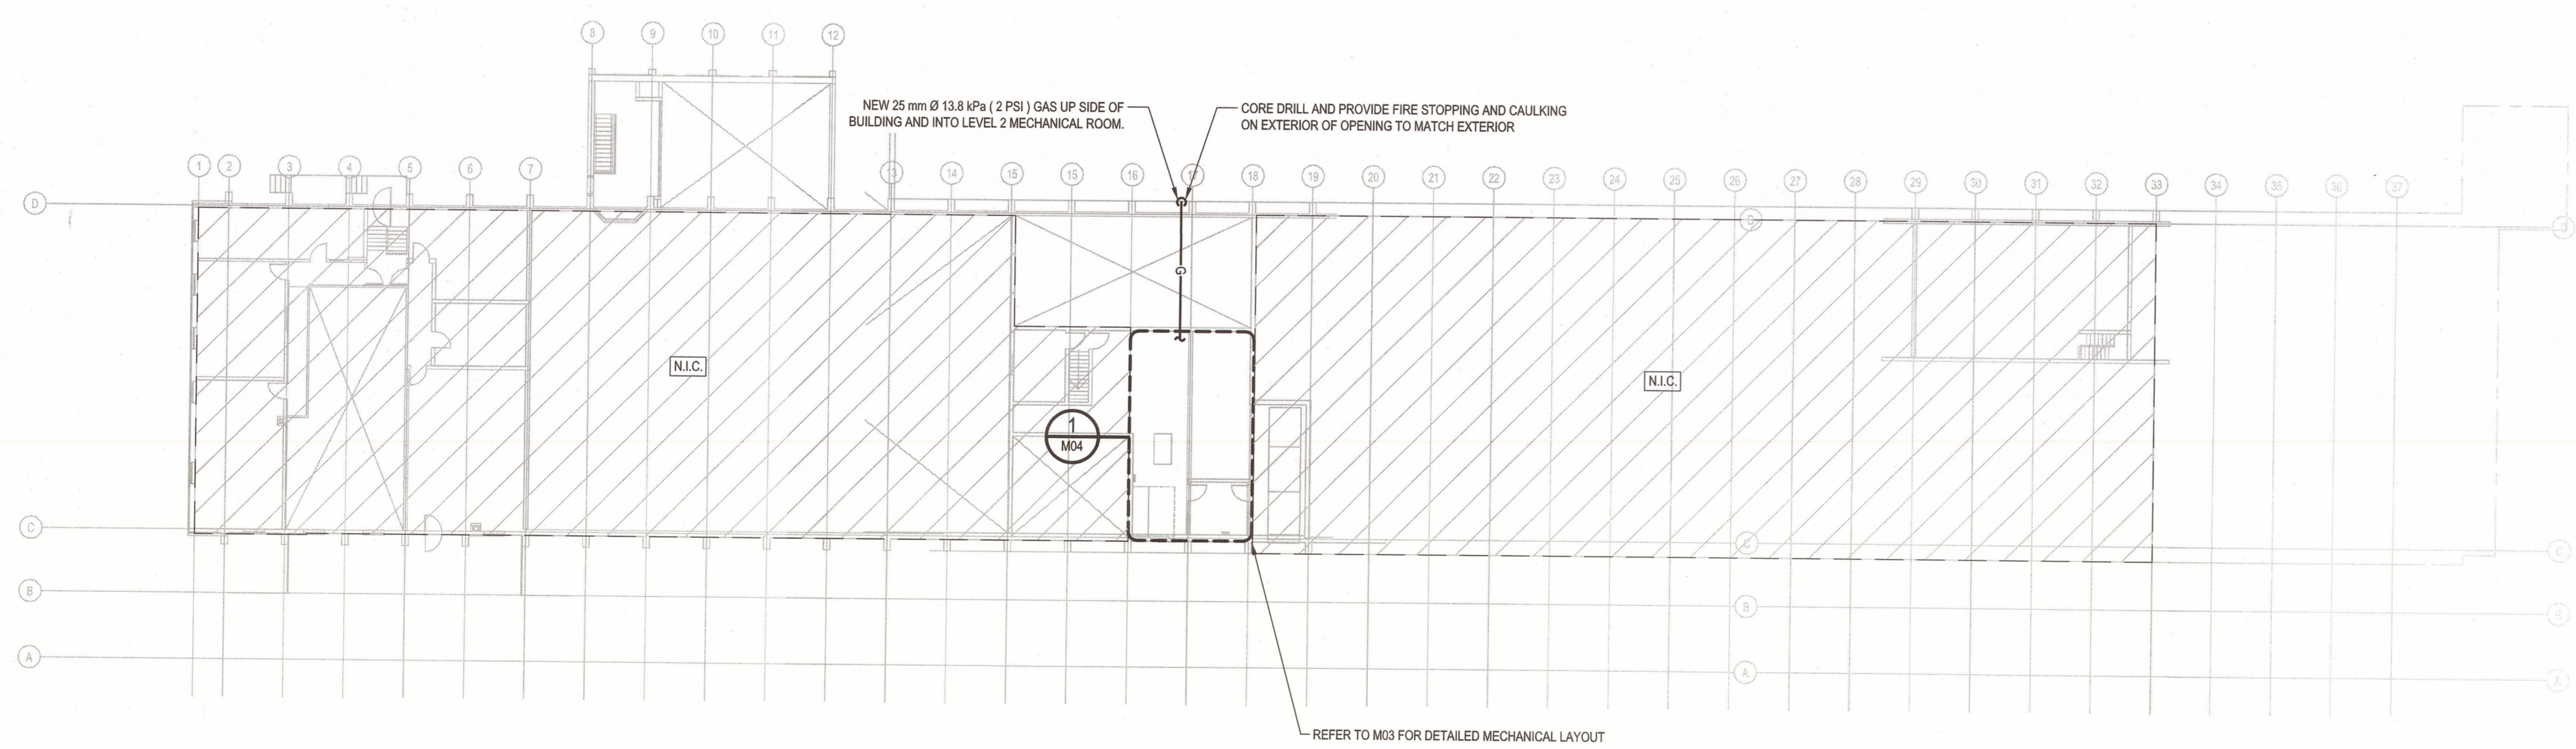 8 9 10 11 12
NEW 25 mm Ø 13.8 kPa ( 2 PSI ) GAS UP SIDE OF
BUILDING AND INTO LEVEL 2 MECHANICAL ROOM.
CORE DRILL AND PROVIDE FIRE STOPPING AND CAULKING
ON EXTERIOR OF OPENING TO MATCH EXTERIOR
1 2 3 4 5 6 7 13 14 15 15 16 17 18 19 20 21 22 23 24 25 26 27 28 29 30 31 32 33 34 35 36 37
D D D
G
N.I.C. N.I.C.
1
M04
C C C
B B B
A A A
REFER TO M03 FOR DETAILED MECHANICAL LAYOUT